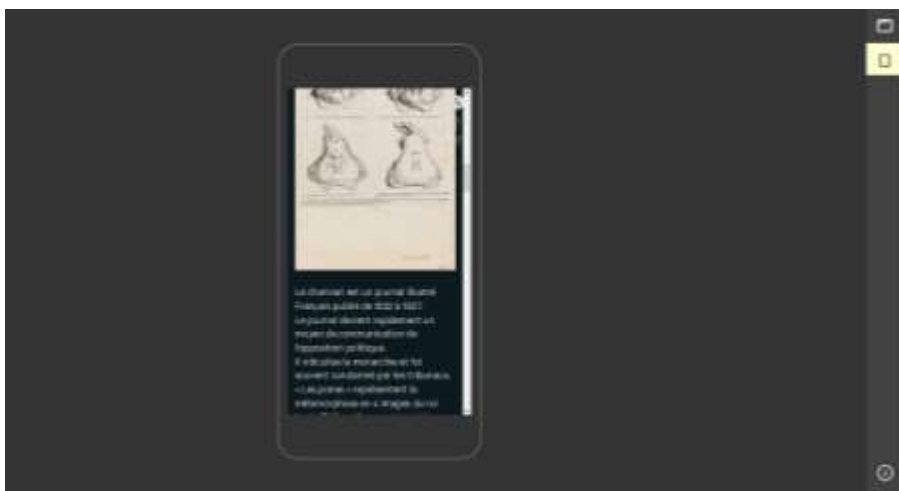 Le charivari est un journal illustré
Français publié de 1832 à 1937.
Le journal devient rapidement un
moyen de communication de
l'opposition politique.
Il ridiculise la monarchie et fut
souvent condamné par les tribunaux.
« Les poires » représentent la
métamorphose en 4 images du roi